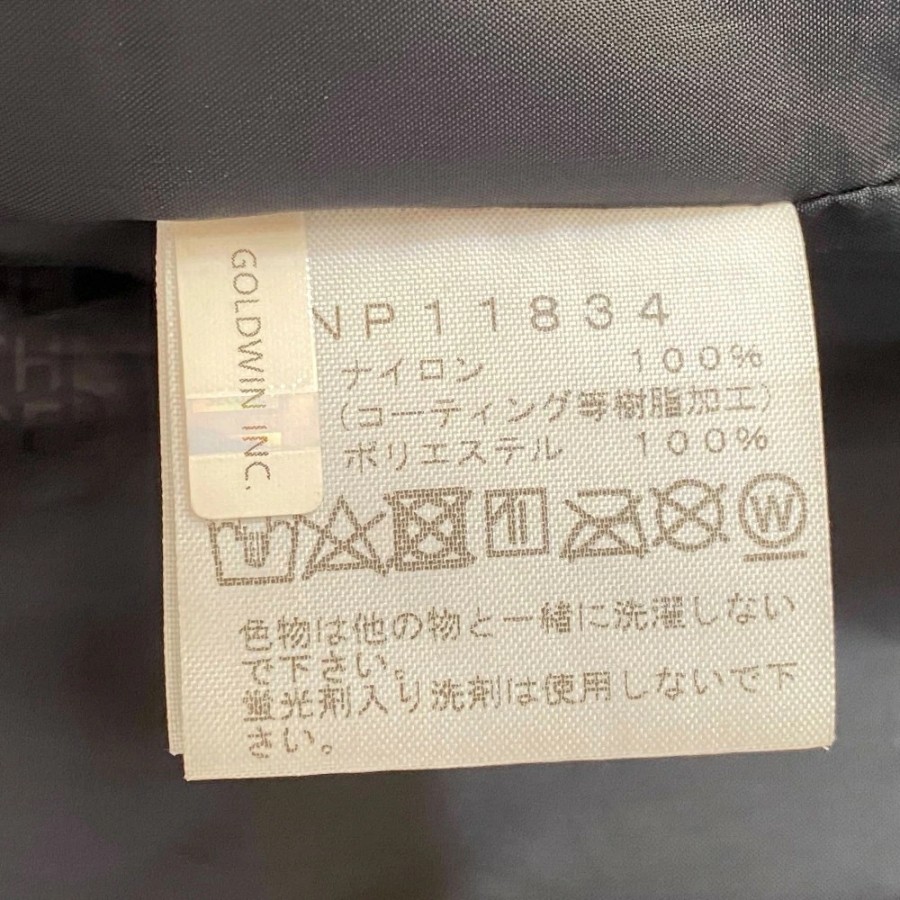 GOLDWIN INC.
NP11834
ナイロン 100%
(コーティング等樹脂加工)
ポリエステル 100%
W
色物は他の物と一緒に洗濯しない
で下さい。
蛍光剤入り洗剤は使用しないで下
さい。